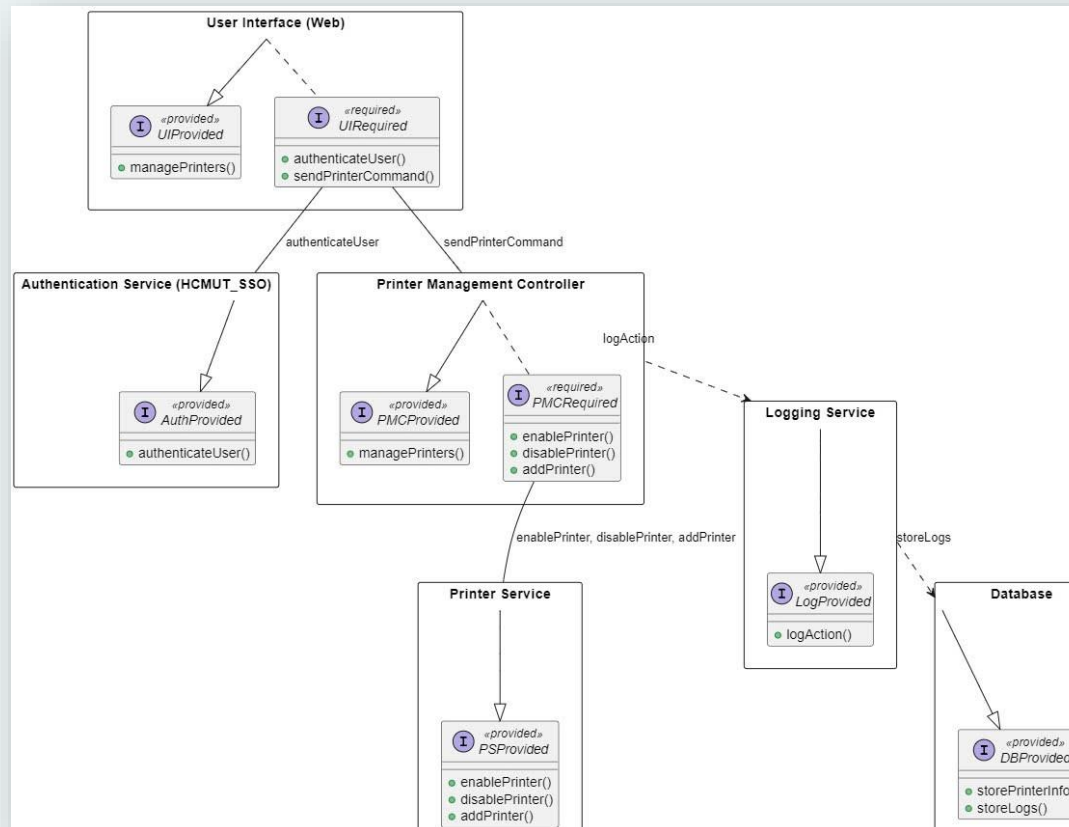 User Interface (Web)
I
«provided»
UIProvided
managePrinters()
I
«required»
UIRequired
authenticateUser()
sendPrinterCommand()
authenticateUser
sendPrinterCommand
Authentication Service (HCMUT_SSO)
I
«provided»
AuthProvided
authenticateUser()
Printer Management Controller
I
«provided»
PMCProvided
managePrinters()
I
«required»
PMCRequired
enablePrinter()
disablePrinter()
addPrinter()
logAction
Logging Service
I
«provided»
LogProvided
logAction()
enablePrinter, disablePrinter, addPrinter
storeLogs
Printer Service
I
«provided»
PSProvided
enablePrinter()
disablePrinter()
addPrinter()
Database
I
«provided»
DBProvided
storePrinterInfo
storeLogs()